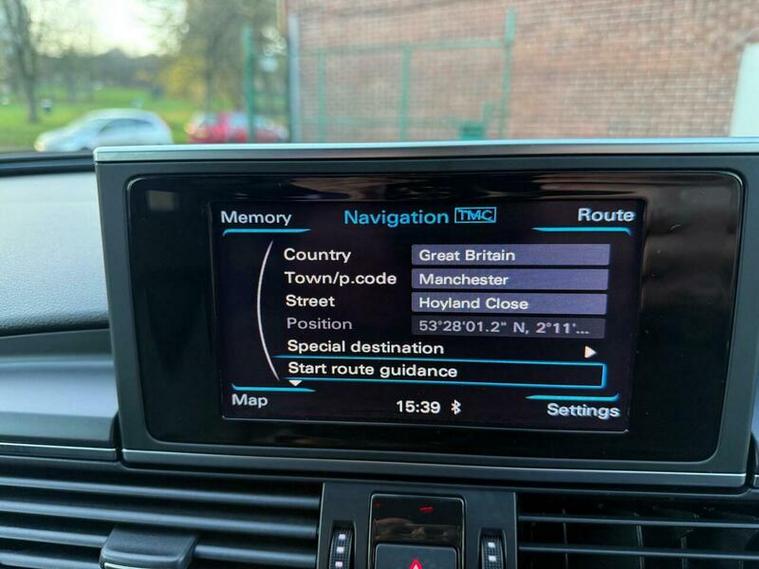 Memory Navigation TMC Route
Country Great Britain
Town/p.code Manchester
Street Hoyland Close
Position 53°28'01.2" N, 2°11'...
Special destination
Start route guidance
Map 15:39 Settings